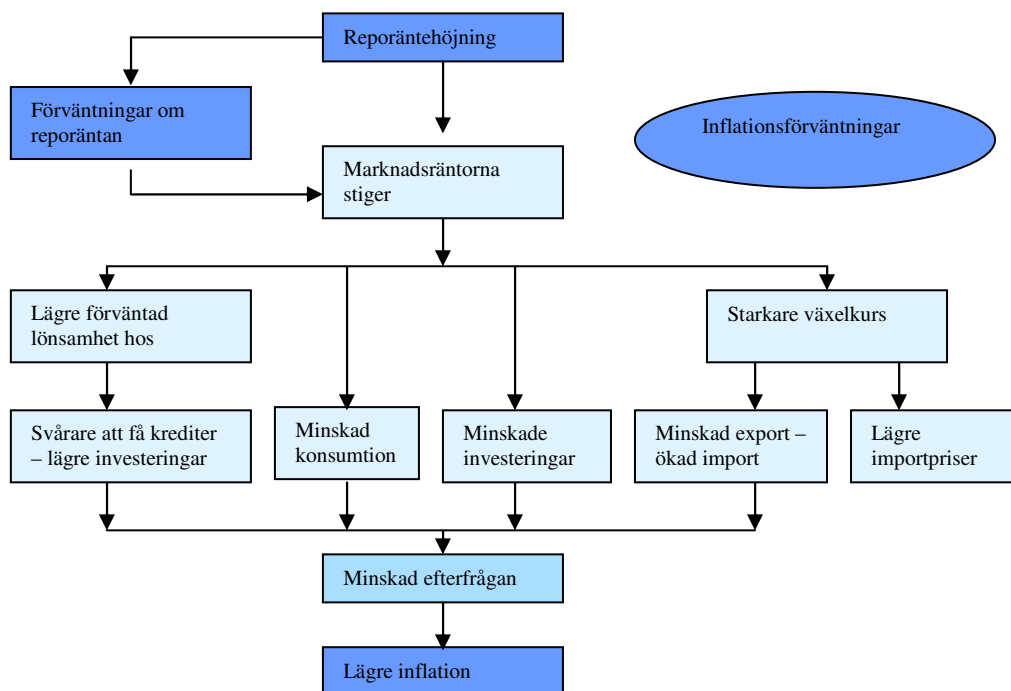 Reporäntehöjning
Förväntningar om
reporäntan
Inflationsförväntningar
Marknadsräntorna
stiger
Lägre förväntad
lönsamhet hos
Starkare växelkurs
Svårare att få krediter
– lägre investeringar
Minskad
konsumtion
Minskade
investeringar
Minskad export –
ökad import
Lägre
importpriser
Minskad efterfrågan
Lägre inflation